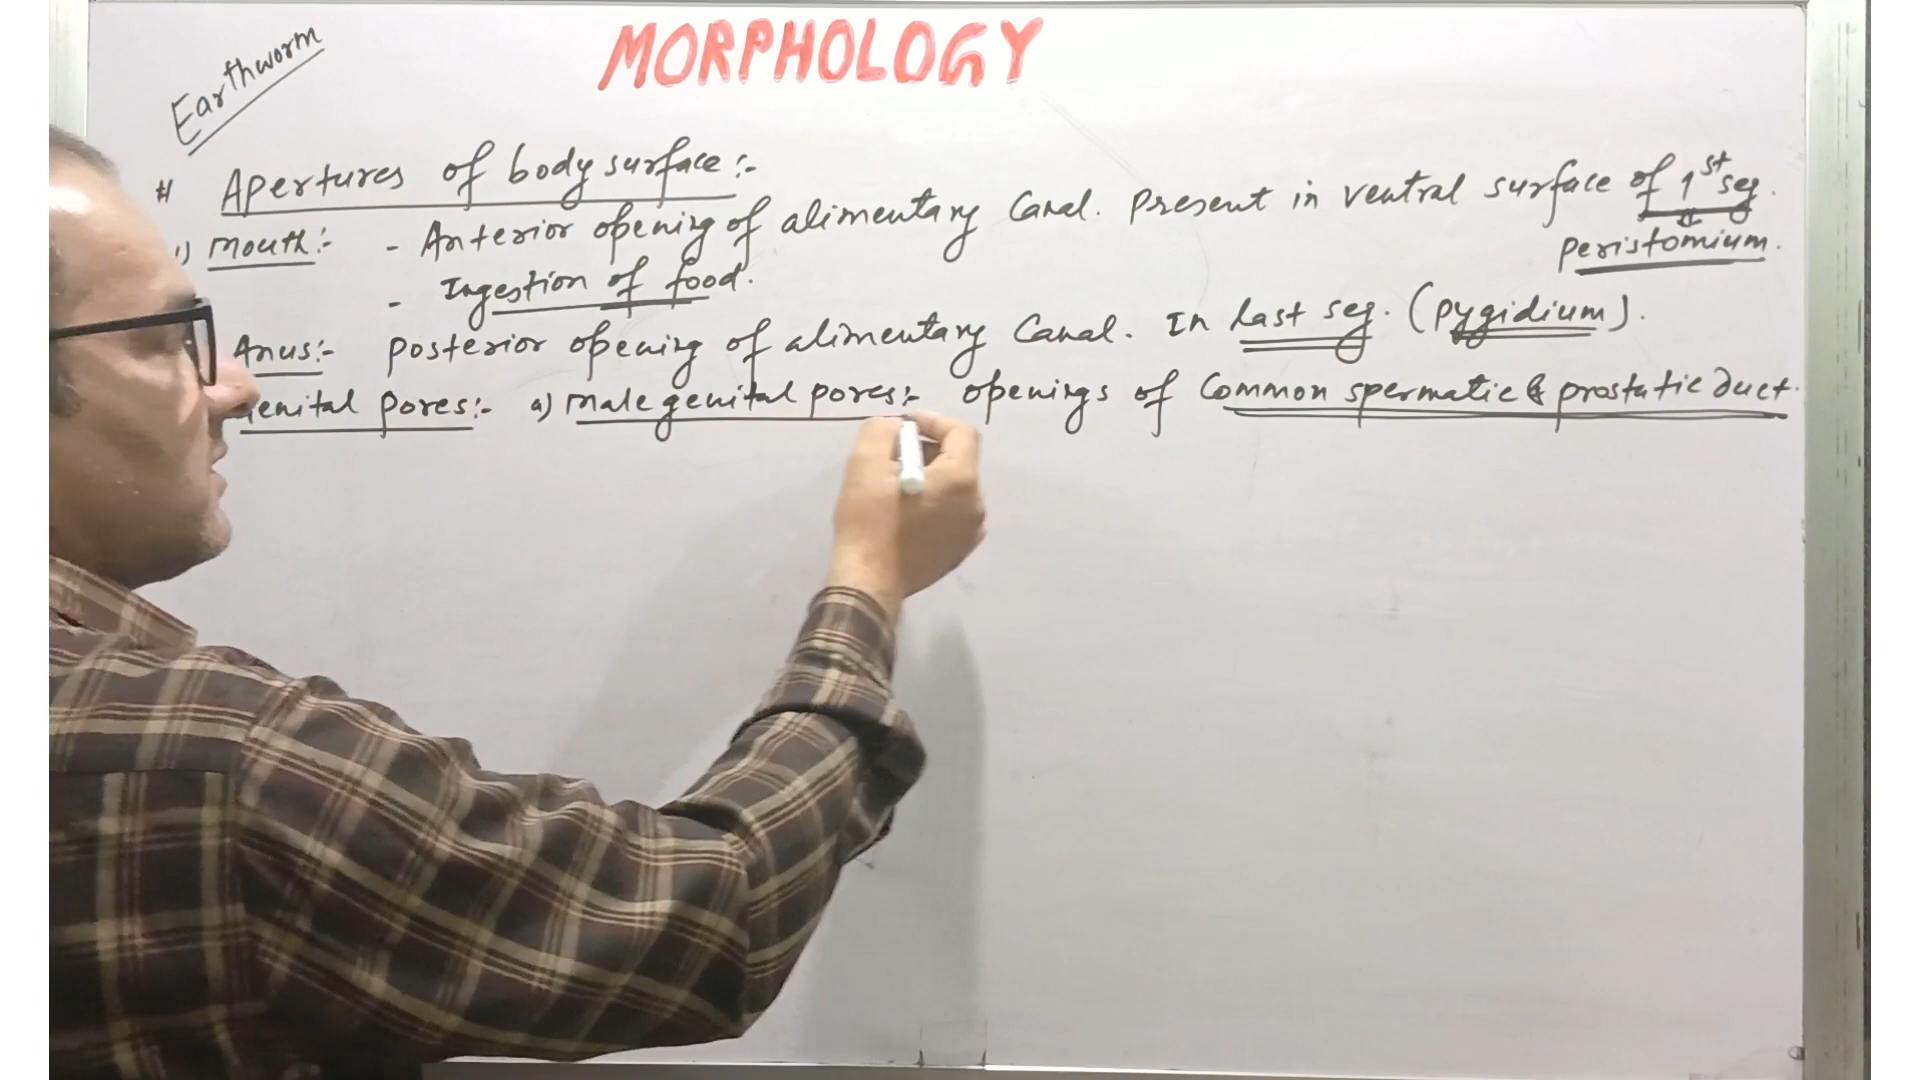 Earthworm
MORPHOLOGY
# Apertures of body surface:-
1) Mouth:- - Anterior opening of alimentary Canal. Present in ventral surface of 1st seg.
Peristomium.
- Ingestion of food.
Anus:- Posterior opening of alimentary Canal. In last seg. (Pygidium).
enital Pores:- a) Male genital pores:- openings of Common spermatic & prostatic duct.